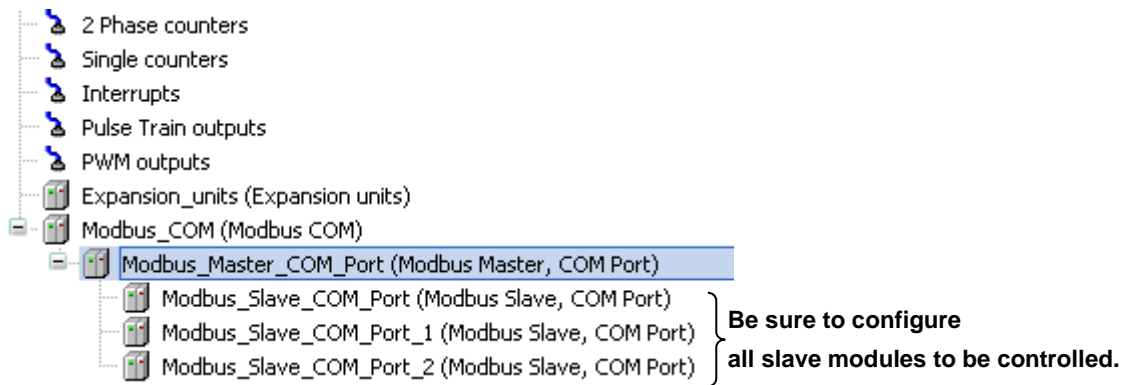 2 Phase counters
Single counters
Interrupts
Pulse Train outputs
PWM outputs
Expansion_units (Expansion units)
Modbus_COM (Modbus COM)
Modbus_Master_COM_Port (Modbus Master, COM Port)
Modbus_Slave_COM_Port (Modbus Slave, COM Port)
Modbus_Slave_COM_Port_1 (Modbus Slave, COM Port)
Modbus_Slave_COM_Port_2 (Modbus Slave, COM Port)
Be sure to configure
all slave modules to be controlled.